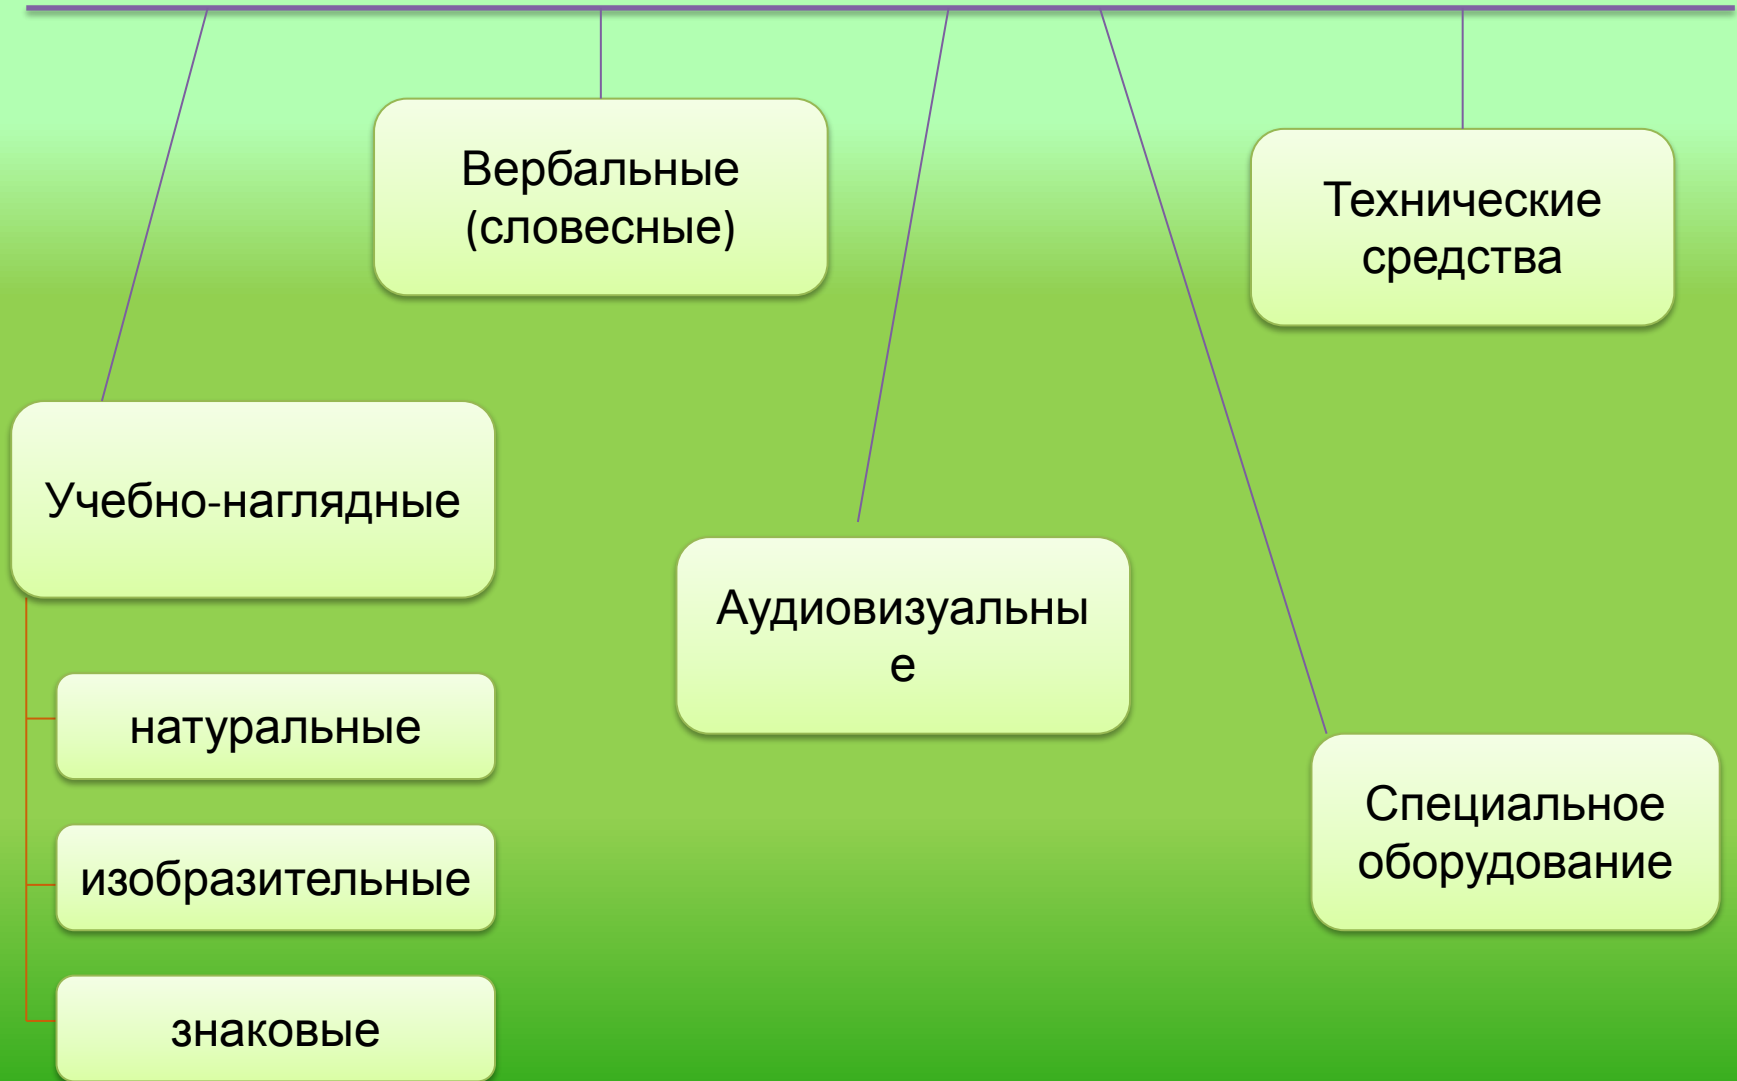 Вербальные
(словесные)
Технические
средства
Учебно-наглядные
Аудиовизуальны
е
натуральные
Специальное
оборудование
изобразительные
знаковые